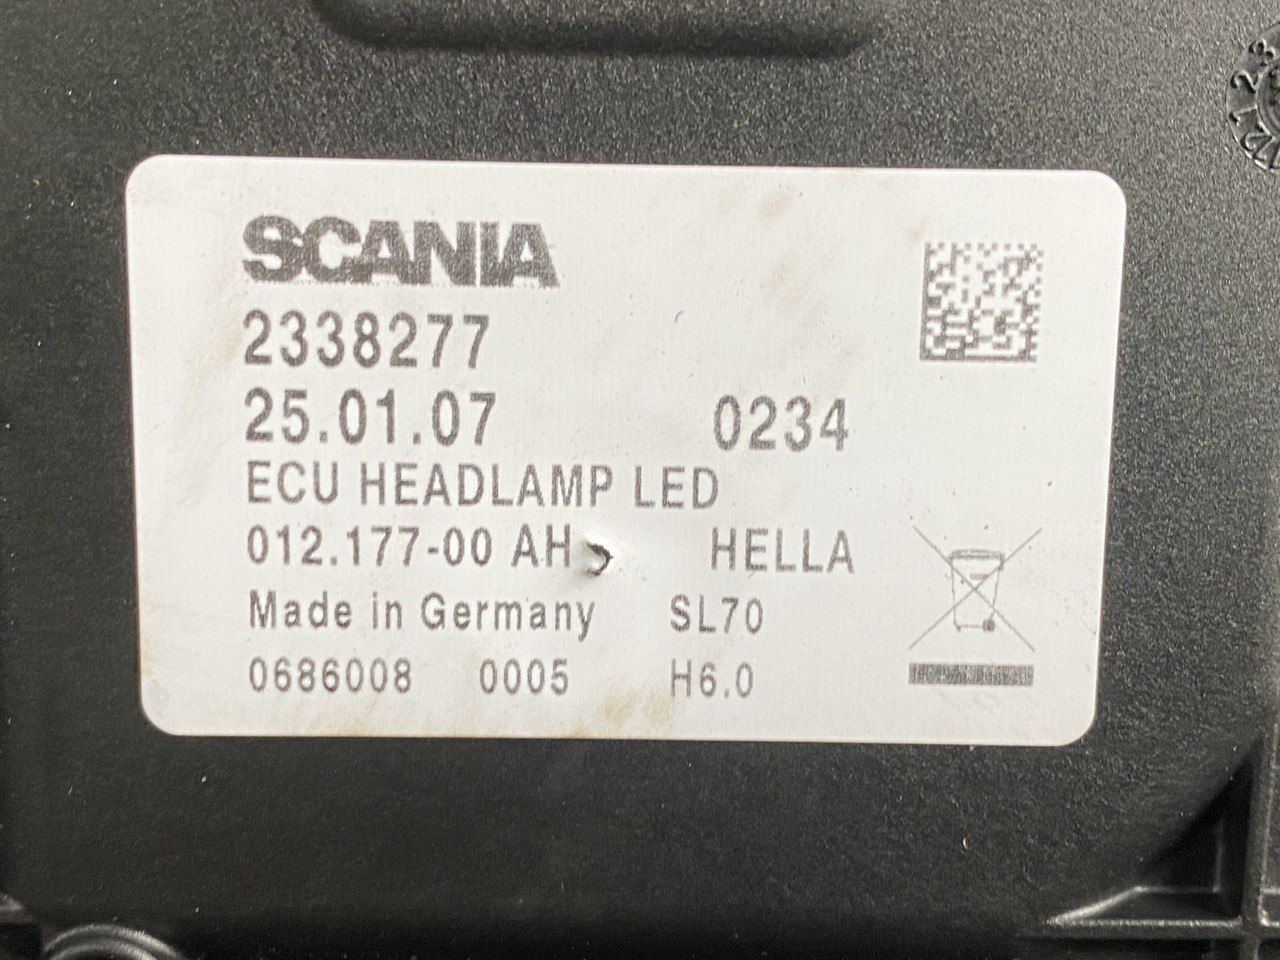 SCANIA
2338277
25.01.07 0234
ECU HEADLAMP LED
012.177-00 AH HELLA
Made in Germany SL70
0686008 0005 H6.0